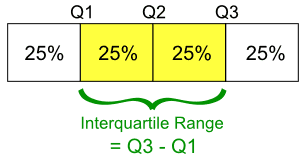 Q1 Q2 Q3
25% 25% 25% 25%
Interquartile Range
= Q3 - Q1